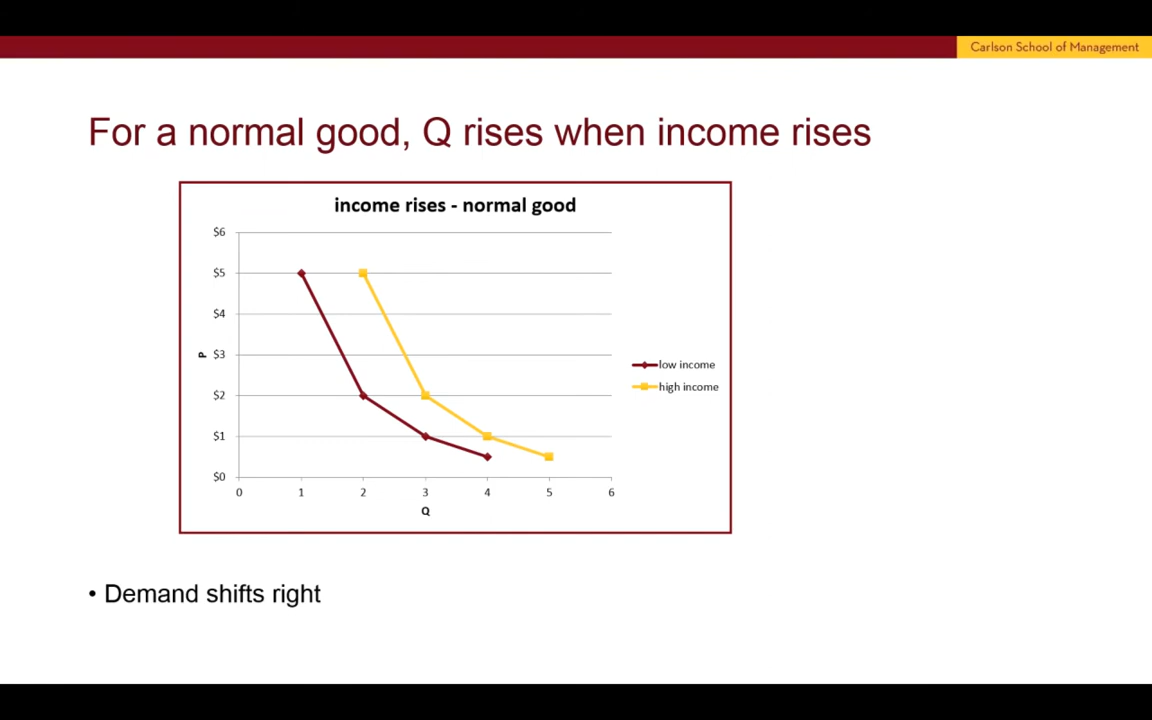 Carlson School of Management
For a normal good, Q rises when income rises
income rises - normal good
$6
$5
$4
P $3
$2
$1
$0
0 1 2 3 4 5 6
Q
low income
high income
• Demand shifts right